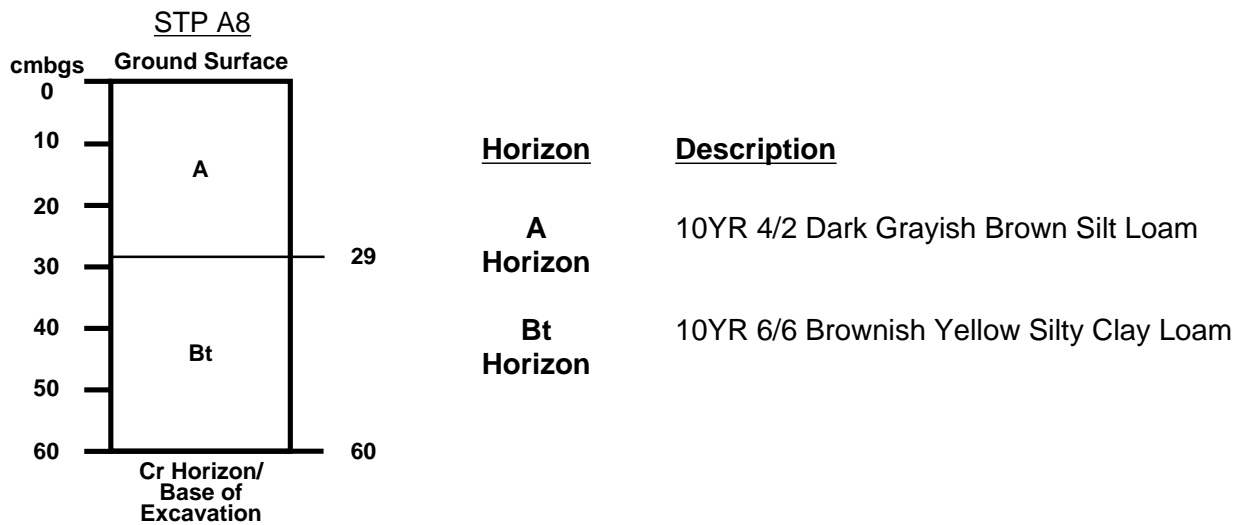 STP A8
cmbgs
Ground Surface
0
10
A
20
29
30
40
Bt
50
60
60
Cr Horizon/
Base of
Excavation
Horizon
Description
A
Horizon
10YR 4/2 Dark Grayish Brown Silt Loam
Bt
Horizon
10YR 6/6 Brownish Yellow Silty Clay Loam